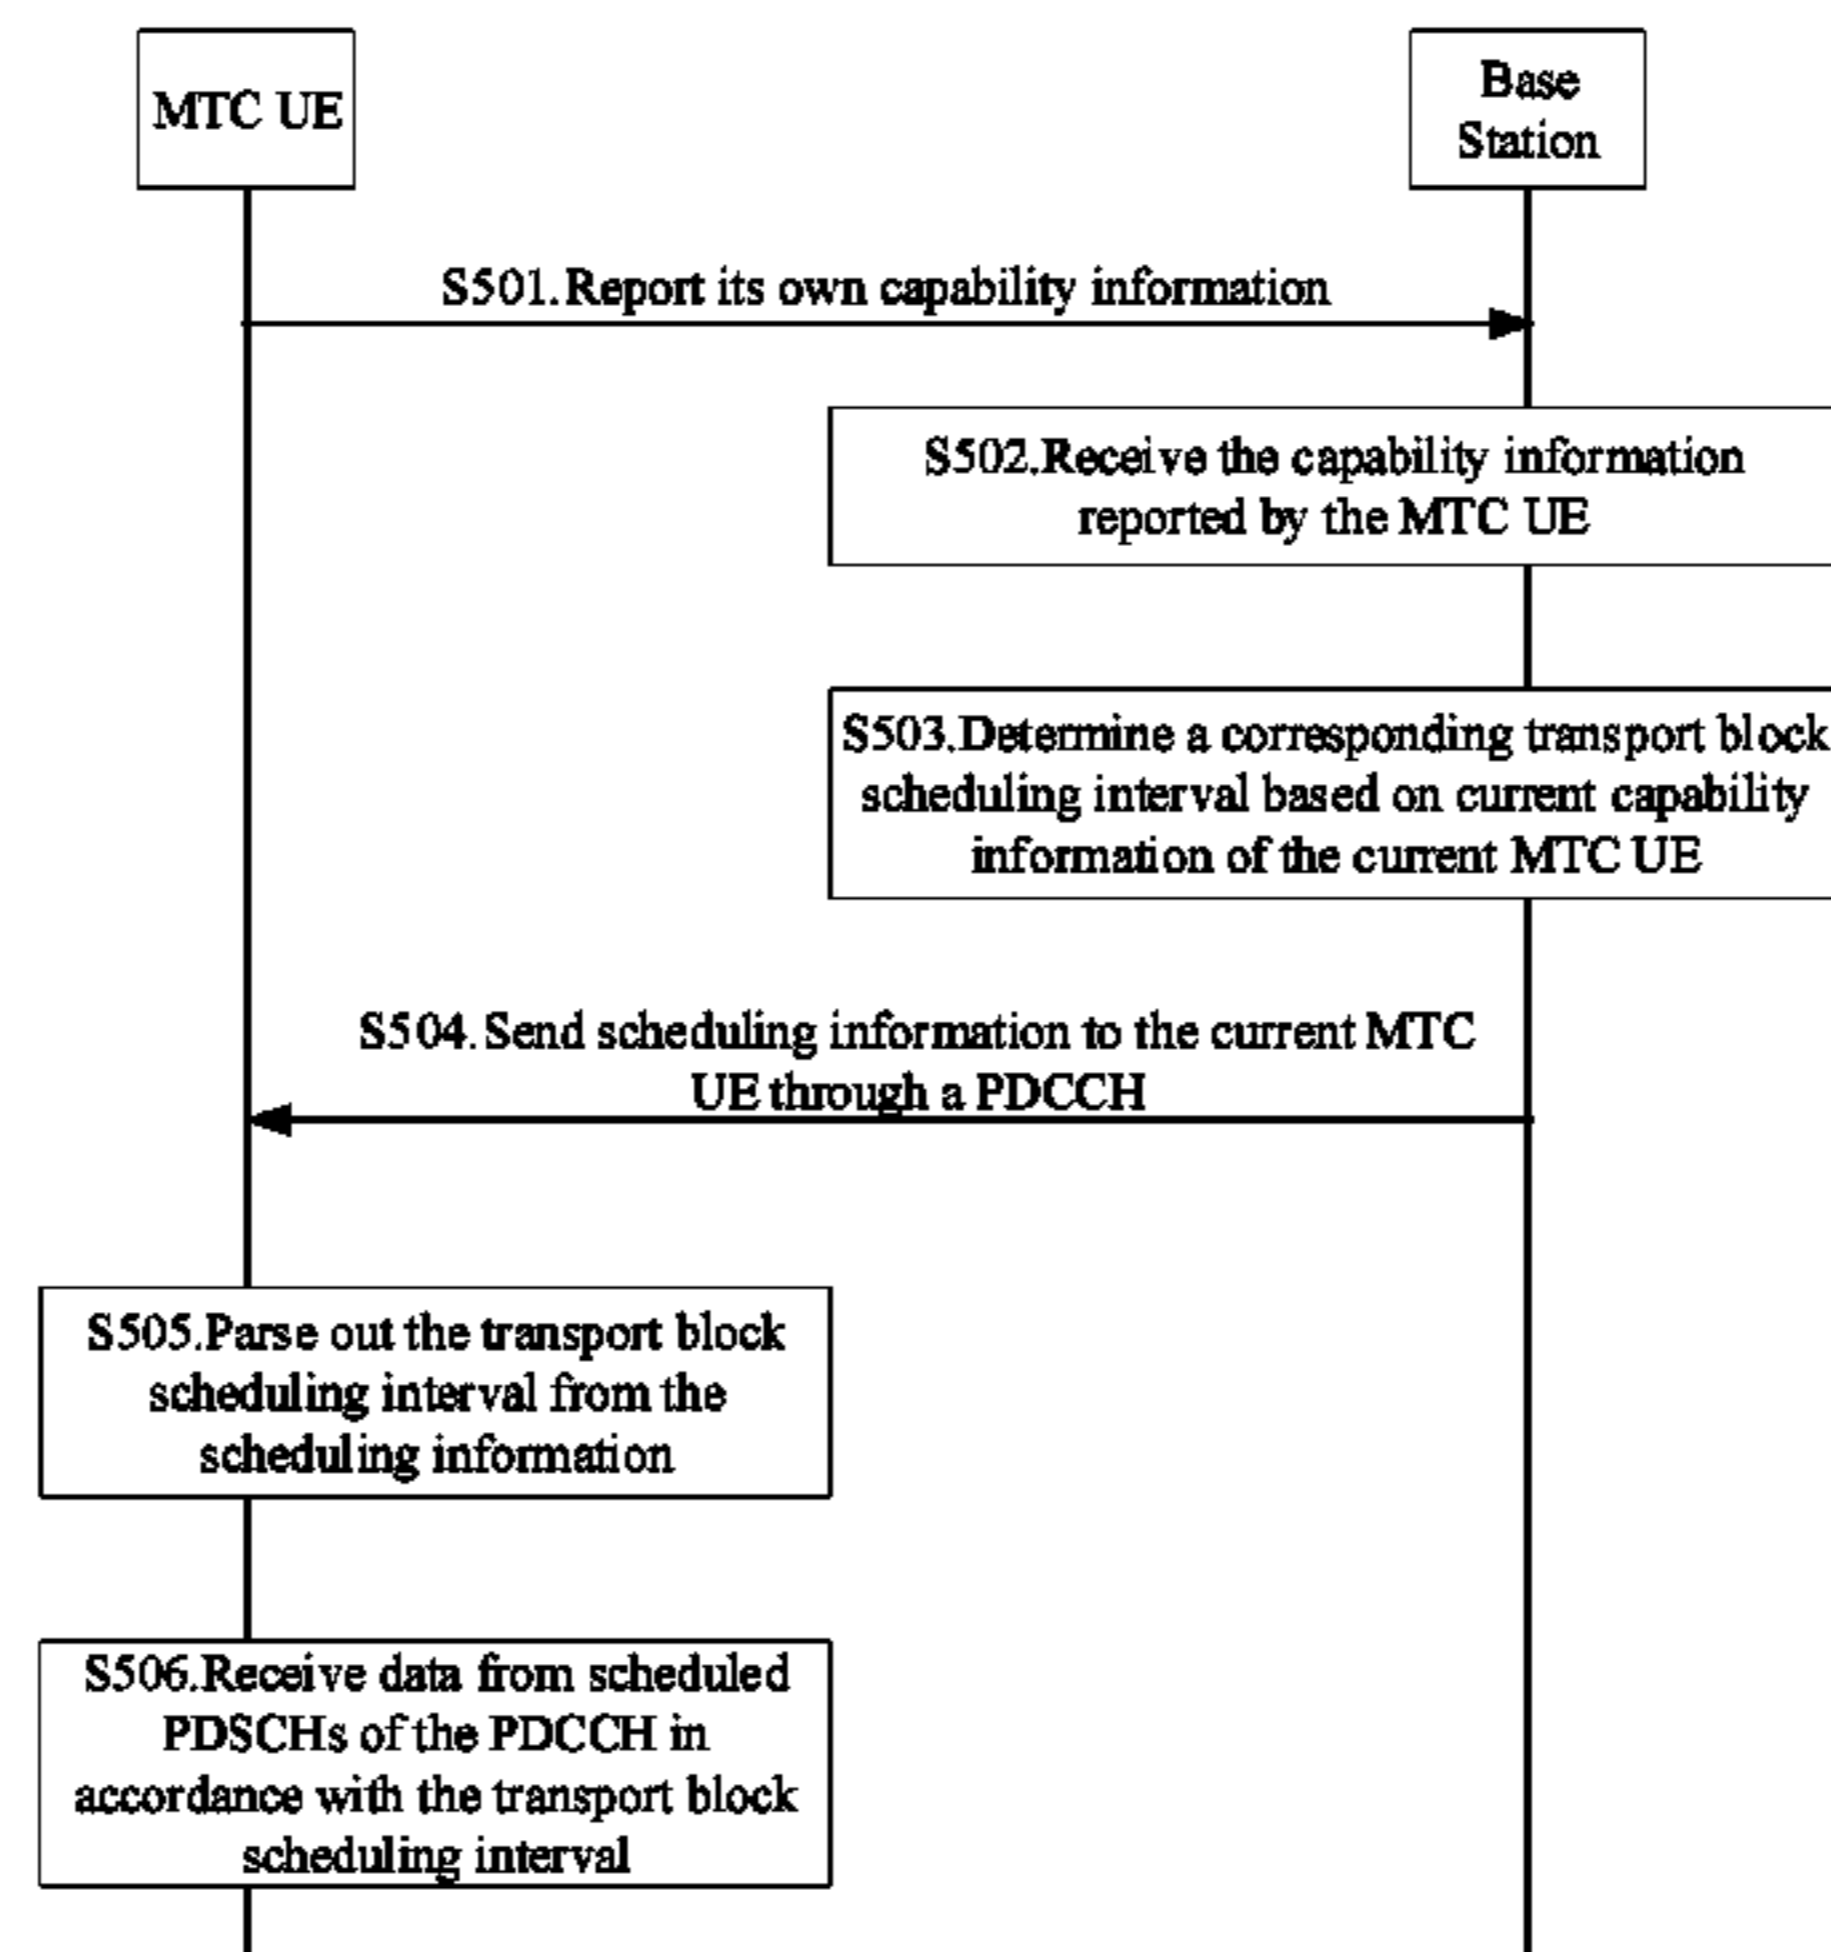 MTC UE
Base
Station
S501.Report its own capability information
S502.Receive the capability information
reported by the MTC UE
S503.Determine a corresponding transport block
scheduling interval based on current capability
information of the current MTC UE
S504.Send scheduling information to the current MTC
UE through a PDCCH
S505.Parse out the transport block
scheduling interval from the
scheduling information
S506.Receive data from scheduled
PDSCHs of the PDCCH in
accordance with the transport block
scheduling interval